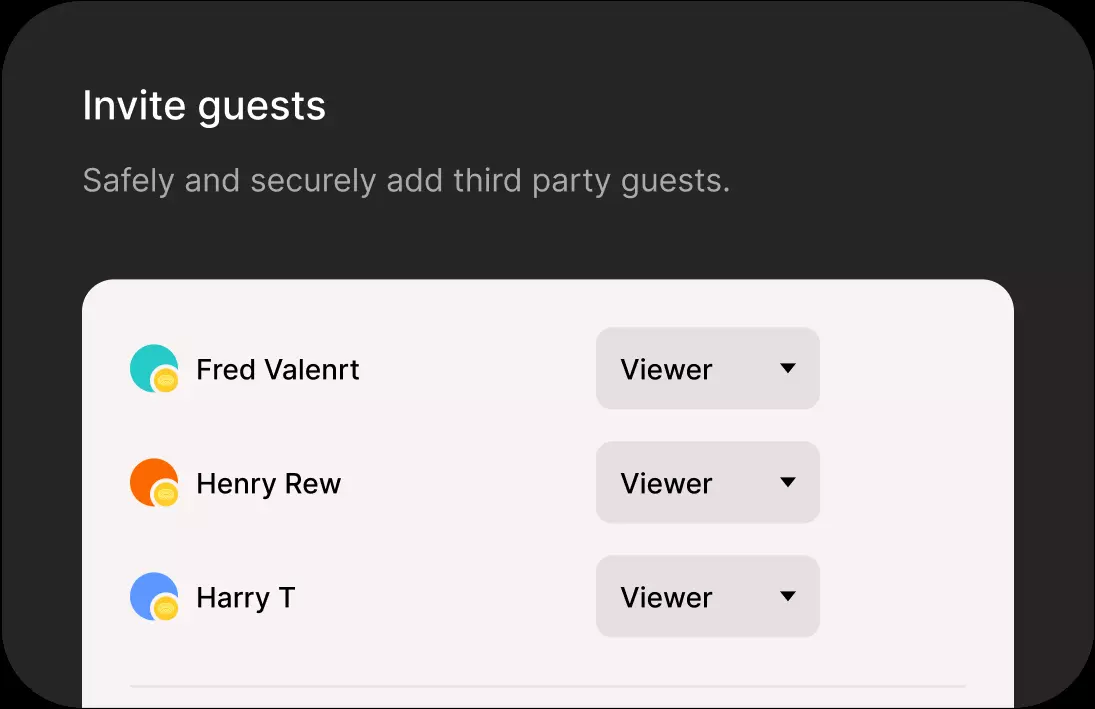 Invite guests
Safely and securely add third party guests.
Fred Valenrt Viewer
Henry Rew Viewer
Harry T Viewer